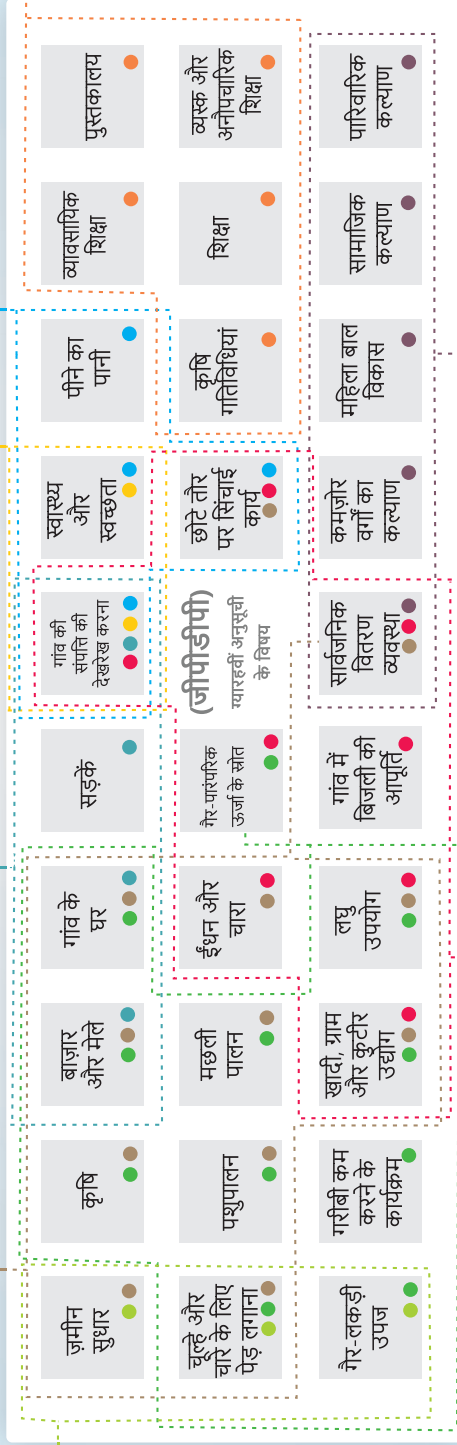 ज़मीन
सुधार
कृषि
बाज़ार
और मेले
गांव के
घर
सड़कें
गांव की
संपत्ति की
देखरेख करना
स्वास्थ्य
और
स्वच्छता
पीने का
पानी
व्यावसायिक
शिक्षा
पुस्तकालय
चूल्हे और
चारे के लिए
पेड़ लगाना
पशुपालन
मछली
पालन
ईंधन और
चारा
गैर-पारंपरिक
ऊर्जा के स्रोत
(जीपीडीपी)
ग्यारहवीं अनुसूची
के विषय
छोटे तौर
पर सिंचाई
कार्य
कृषि
गतिविधियां
शिक्षा
व्यस्क और
अनौपचारिक
शिक्षा
गैर-लकड़ी
उपज
गरीबी कम
करने के
कार्यक्रम
खादी, ग्राम
और कुटीर
उद्योग
लघु
उपयोग
गांव में
बिजली की
आपूर्ति
सार्वजनिक
वितरण
व्यवस्था
कमज़ोर
वर्गों का
कल्याण
महिला बाल
विकास
सामाजिक
कल्याण
पारिवारिक
कल्याण